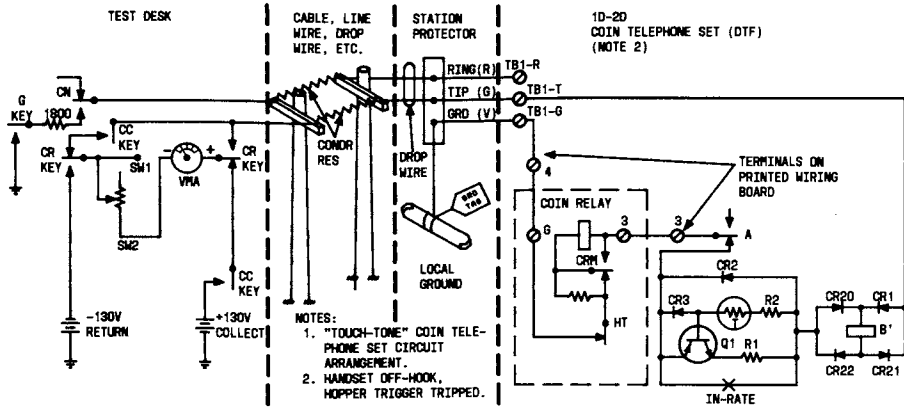 TEST DESK
CABLE, LINE
WIRE, DROP
WIRE, ETC.
STATION
PROTECTOR
1D-2D
COIN TELEPHONE SET (DTF)
(NOTE 2)
G
KEY
1800
CN
CC
KEY
CR
KEY
SW1
SW2
-
+
VMA
CR
KEY
CC
KEY
-130V
RETURN
+130V
COLLECT
CONDR
RES
RING(R)
TIP (G)
GRD (V)
DROP
WIRE
GRD
TAG
LOCAL
GROUND
TB1-R
TB1-T
TB1-G
4
TERMINALS ON
PRINTED WIRING
BOARD
COIN RELAY
G
3
3
A
CRM
HT
CR2
CR3
T
R2
Q1
R1
IN-RATE
CR20
CR1
B'
CR22
CR21
NOTES:
1. "TOUCH-TONE" COIN TELE-
PHONE SET CIRCUIT
ARRANGEMENT.
2. HANDSET OFF-HOOK,
HOPPER TRIGGER TRIPPED.